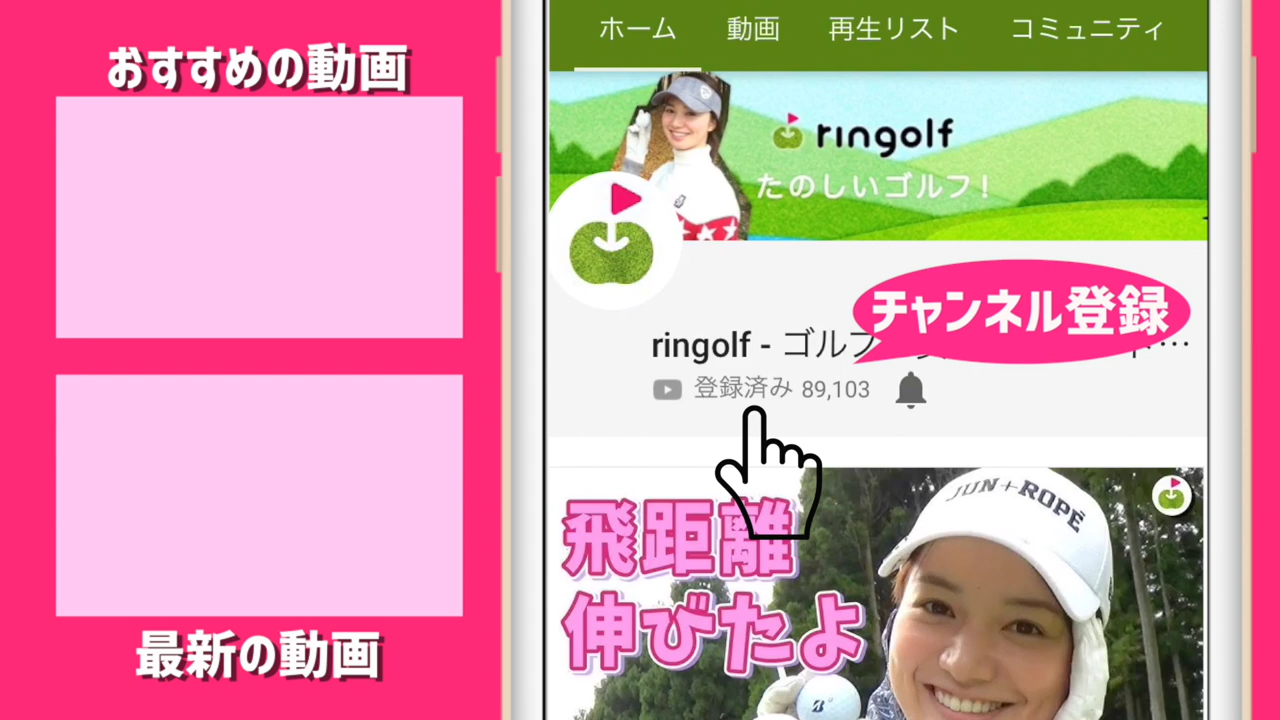 おすすめの動画
最新の動画
ホーム 動画 再生リスト コミュニティ
ringolf
たのしいゴルフ!
チャンネル登録
ringolf - ゴルフ
登録済み 89,103
飛距離
伸びたよ
JUN+ROPÉ
B